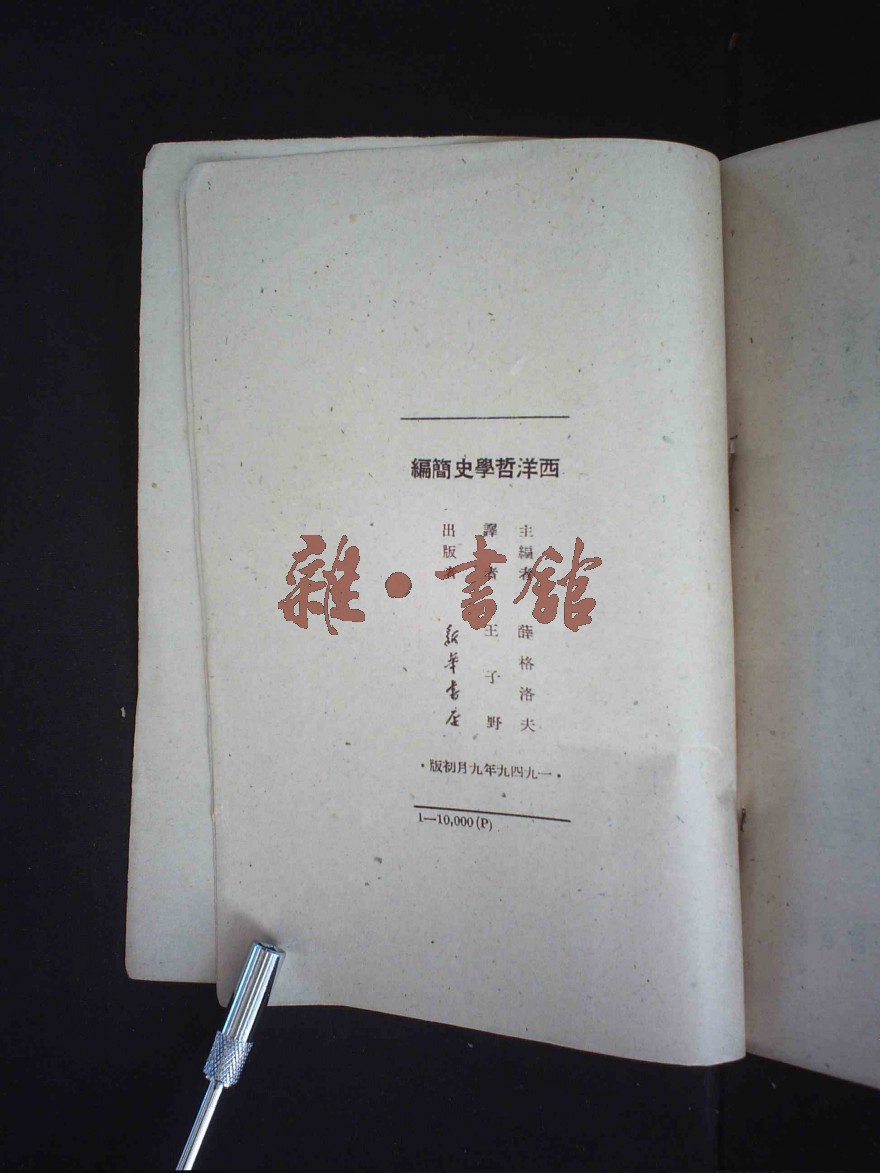 西洋哲學史簡編
主編者 薛格洛夫
譯者 王子野
出版者 新華書店
·一九四九年九月初版·
1—10,000(P)
雜·書館